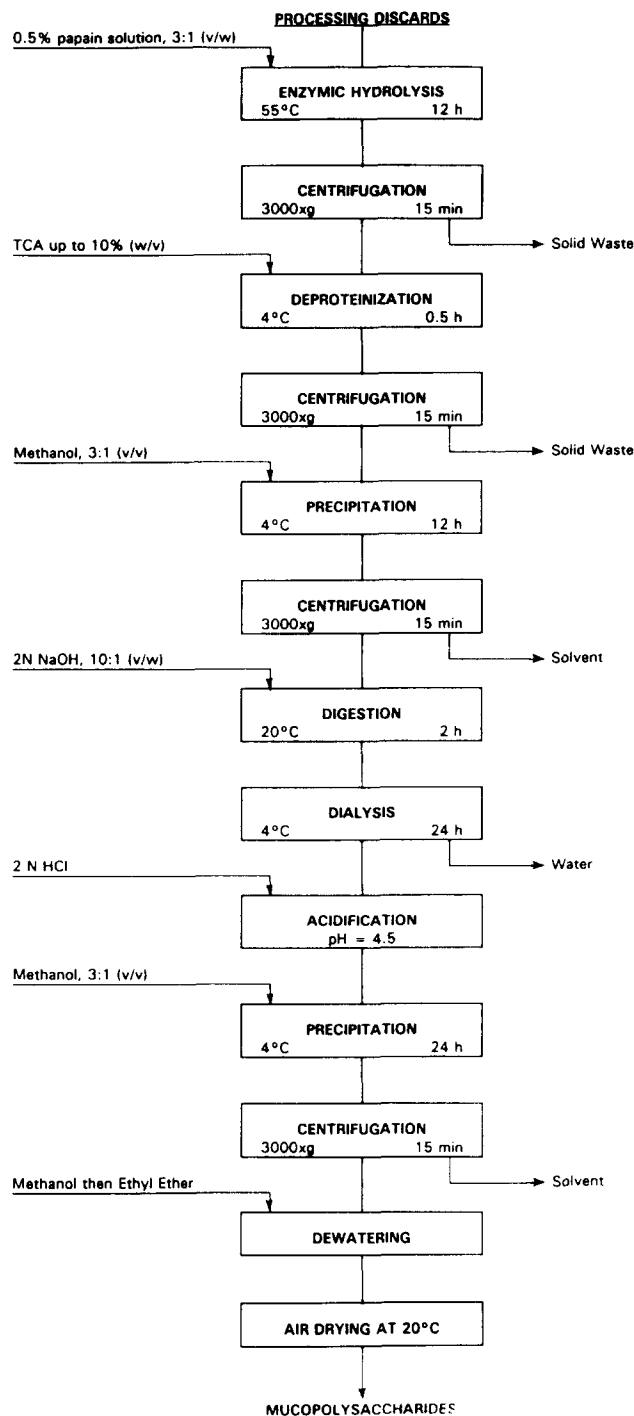 PROCESSING DISCARDS
0.5% papain solution, 3:1 (v/w)
ENZYMIC HYDROLYSIS
55°C 12 h
CENTRIFUGATION
3000xg 15 min
Solid Waste
TCA up to 10% (w/v)
DEPROTEINIZATION
4°C 0.5 h
CENTRIFUGATION
3000xg 15 min
Solid Waste
Methanol, 3:1 (v/v)
PRECIPITATION
4°C 12 h
CENTRIFUGATION
3000xg 15 min
Solvent
2N NaOH, 10:1 (v/w)
DIGESTION
20°C 2 h
DIALYSIS
4°C 24 h
Water
2 N HCl
ACIDIFICATION
pH = 4.5
Methanol, 3:1 (v/v)
PRECIPITATION
4°C 24 h
CENTRIFUGATION
3000xg 15 min
Solvent
Methanol then Ethyl Ether
DEWATERING
AIR DRYING AT 20°C
MUCOPOLYSACCHARIDES